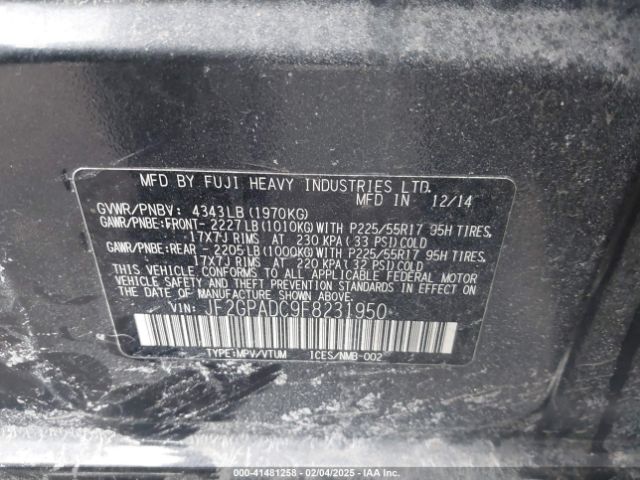 MFD BY FUJI HEAVY INDUSTRIES LTD.
MFD IN 12/14
GVWR/PNBV: 4343LB(1970KG)
GAWR/PNBE:FRONT- 2227LB(1010KG) WITH P225/55R17 95H TIRES,
17X7J RIMS AT 230 KPA(33 PSI)COLD
GAWR/PNBE:REAR - 2205LB(1000KG) WITH P225/55R17 95H TIRES,
17X7J RIMS AT 220 KPA(32 PSI)COLD
THIS VEHICLE CONFORMS TO ALL APPLICABLE FEDERAL MOTOR
VEHICLE SAFETY AND BUMPER STANDARDS IN EFFECT
ON THE DATE OF MANUFACTURE SHOWN ABOVE.
VIN: JF2GPADC9F8231950
TYPE:MPV/VTUM ICES/NMB-002
000-41481258 - 02/04/2025 - IAAI.COM